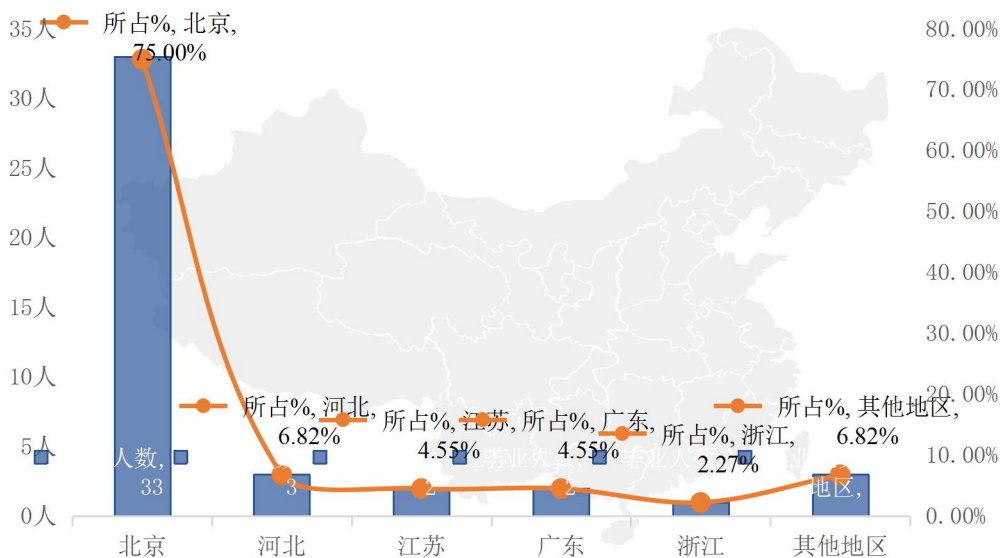 所占%, 北京,
75.00%
35人
30人
25人
20人
15人
10人
5人
0人
80.00%
70.00%
60.00%
50.00%
40.00%
30.00%
20.00%
10.00%
0.00%
所占%, 河北,
6.82%
所占%, 江苏,
4.55%
所占%, 广东,
4.55%
所占%, 浙江,
2.27%
所占%, 其他地区,
6.82%
人数,
33
3
2
2
地区,
北京
河北
江苏
广东
浙江
其他地区